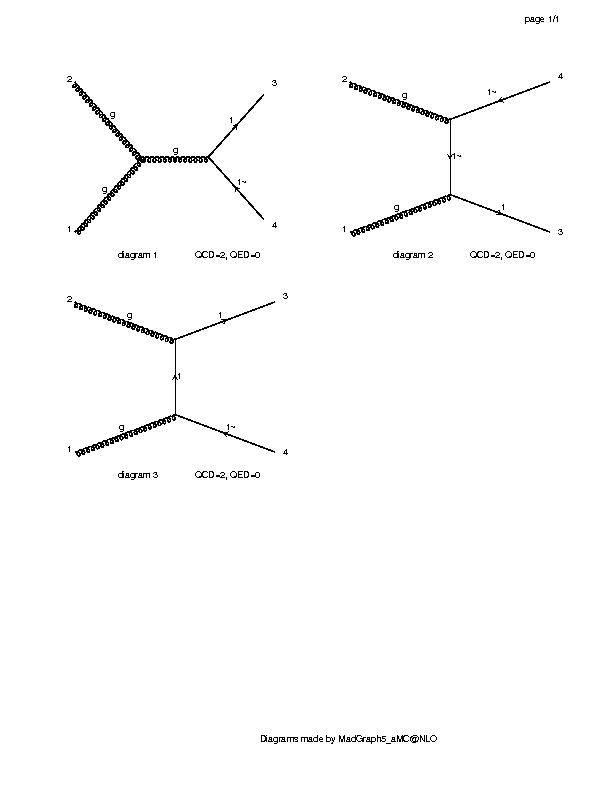 page 1/1
2
g
g
1
g
1
1~
3
4
diagram 1 QCD=2, QED=0
2
g
1~
4
1~
g
1
1
3
diagram 2 QCD=2, QED=0
2
g
1
3
1
g
1~
1
4
diagram 3 QCD=2, QED=0
Diagrams made by MadGraph5_aMC@NLO